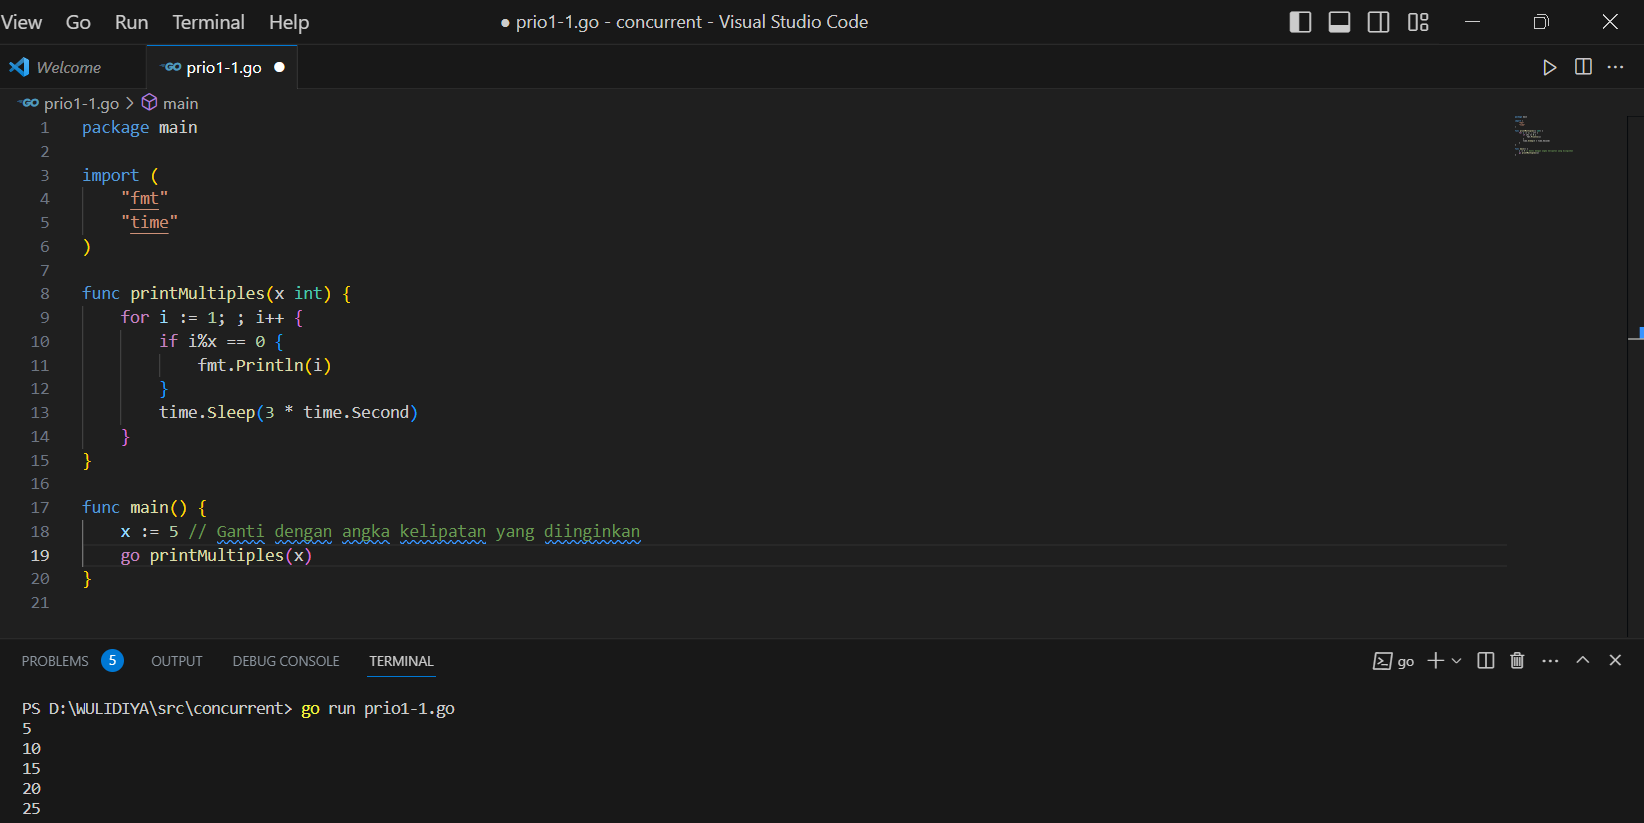 View Go Run Terminal Help ● prio1-1.go - concurrent - Visual Studio Code
Welcome GO prio1-1.go ●
GO prio1-1.go > main
1 package main
2
3 import (
4 "fmt"
5 "time"
6 )
7
8 func printMultiples(x int) {
9 for i := 1; ; i++ {
10 if i%x == 0 {
11 fmt.Println(i)
12 }
13 time.Sleep(3 * time.Second)
14 }
15 }
16
17 func main() {
18 x := 5 // Ganti dengan angka kelipatan yang diinginkan
19 go printMultiples(x)
20 }
21
PROBLEMS 5 OUTPUT DEBUG CONSOLE TERMINAL go
PS D:\WULIDIYA\src\concurrent> go run prio1-1.go
5
10
15
20
25